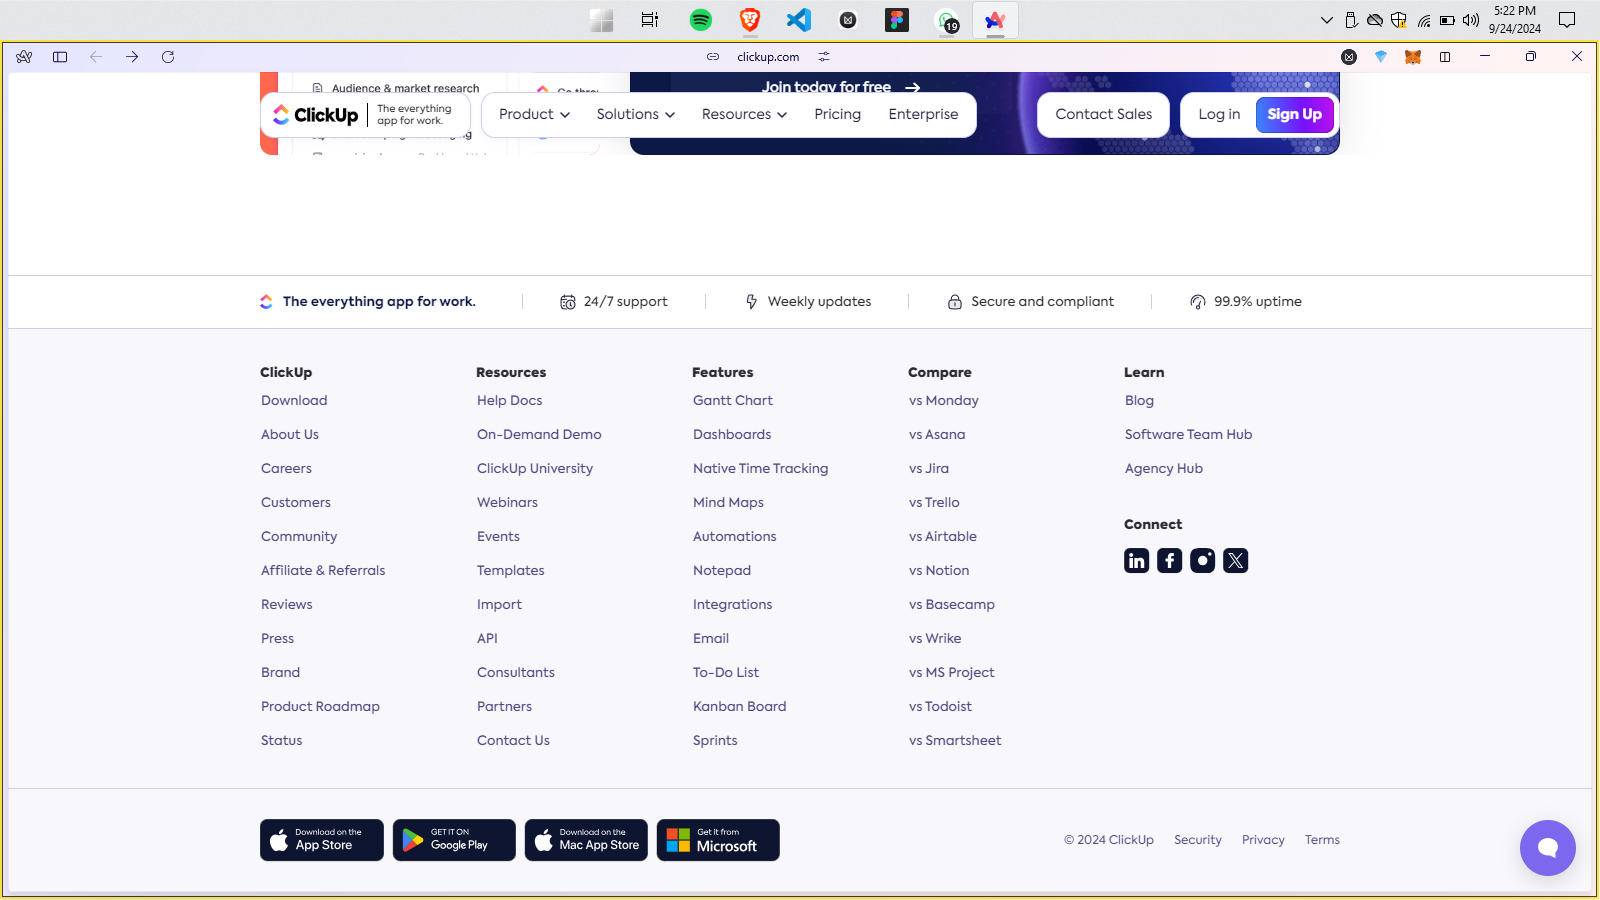 5:22 PM
9/24/2024
19
clickup.com
Join today for free
Audience & market research
ClickUp
The everything
app for work.
Product
Solutions
Resources
Pricing
Enterprise
Contact Sales
Log in
Sign Up
The everything app for work.
24/7 support
Weekly updates
Secure and compliant
99.9% uptime
ClickUp
Download
About Us
Careers
Customers
Community
Affiliate & Referrals
Reviews
Press
Brand
Product Roadmap
Status
Resources
Help Docs
On-Demand Demo
ClickUp University
Webinars
Events
Templates
Import
API
Consultants
Partners
Contact Us
Features
Gantt Chart
Dashboards
Native Time Tracking
Mind Maps
Automations
Notepad
Integrations
Email
To-Do List
Kanban Board
Sprints
Compare
vs Monday
vs Asana
vs Jira
vs Trello
vs Airtable
vs Notion
vs Basecamp
vs Wrike
vs MS Project
vs Todoist
vs Smartsheet
Learn
Blog
Software Team Hub
Agency Hub
Connect
Download on the
App Store
GET IT ON
Google Play
Download on the
Mac App Store
Get it from
Microsoft
© 2024 ClickUp
Security
Privacy
Terms